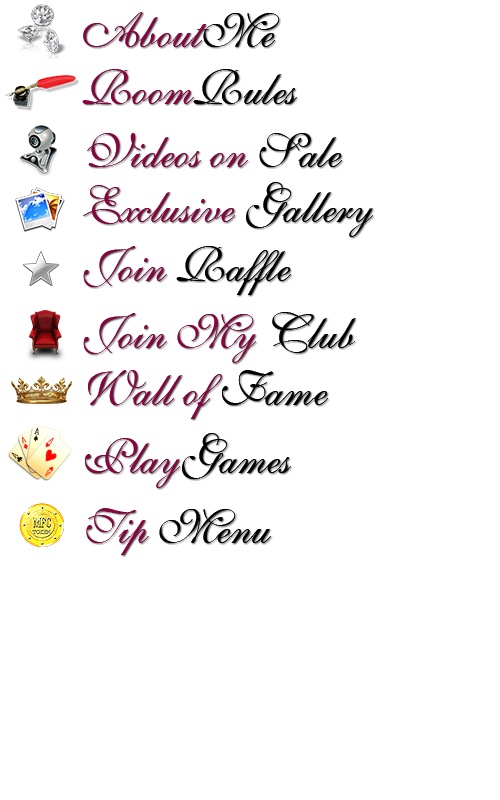 AboutMe
RoomRules
Videos on Sale
Exclusive Gallery
Join Raffle
Join My Club
Wall of Fame
PlayGames
MFC
TOKEN
Tip Menu